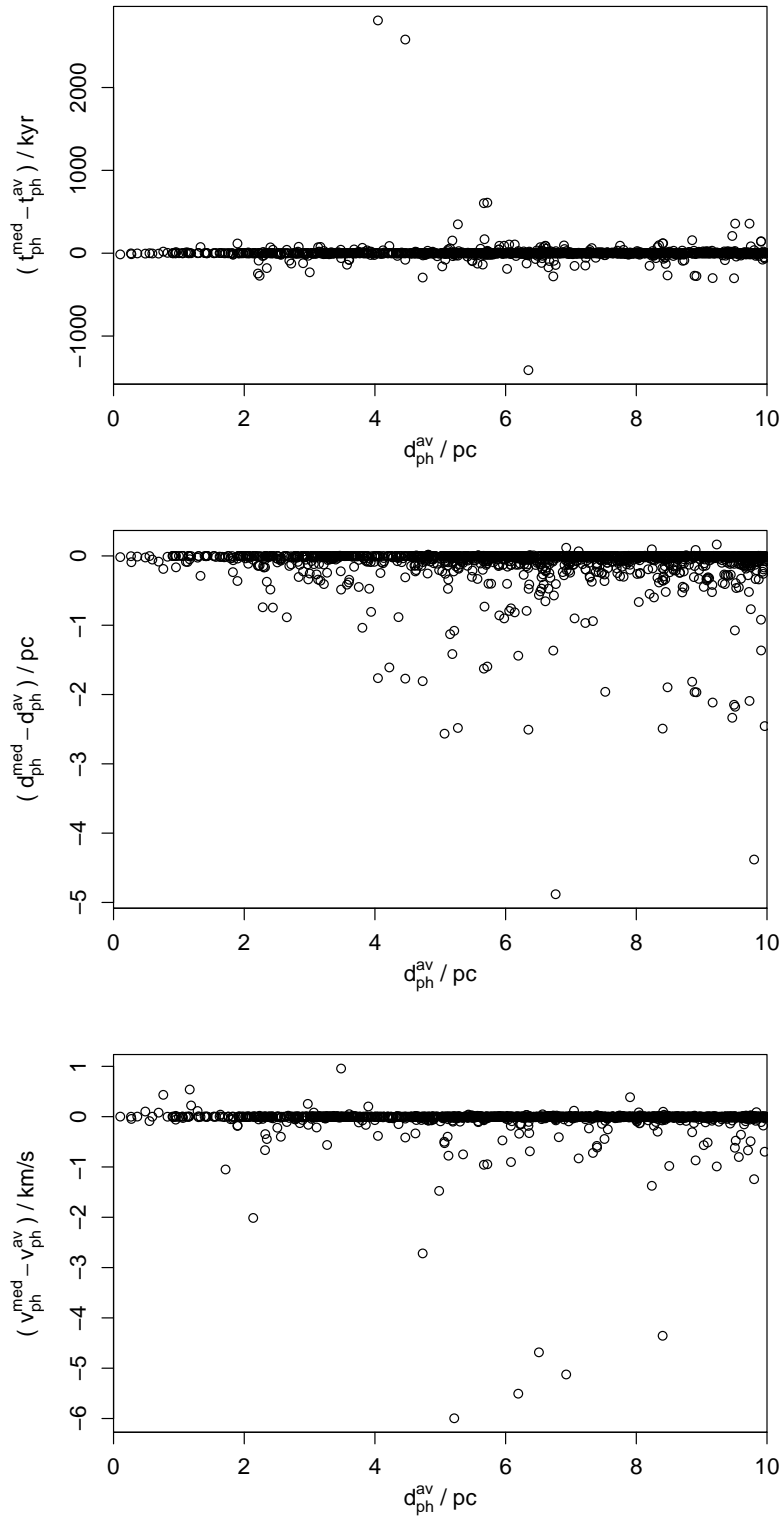 ( t_ph^med − t_ph^av ) / kyr
2000
1000
0
−1000
0 2 4 6 8 10
d_ph^av / pc
( d_ph^med − d_ph^av ) / pc
0
−1
−2
−3
−4
−5
0 2 4 6 8 10
d_ph^av / pc
( v_ph^med − v_ph^av ) / km/s
1
0
−1
−2
−3
−4
−5
−6
0 2 4 6 8 10
d_ph^av / pc